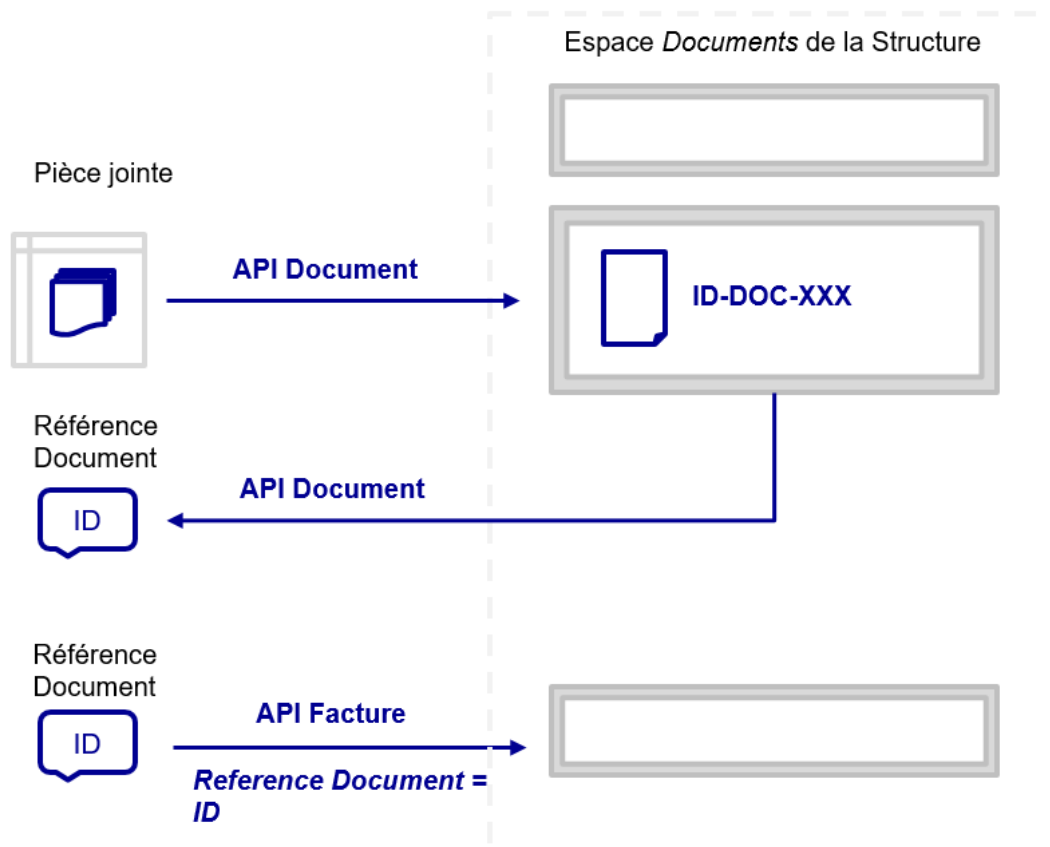 Espace Documents de la Structure
Pièce jointe
API Document
ID-DOC-XXX
Référence
Document
API Document
ID
Référence
Document
API Facture
ID
Reference Document =
ID